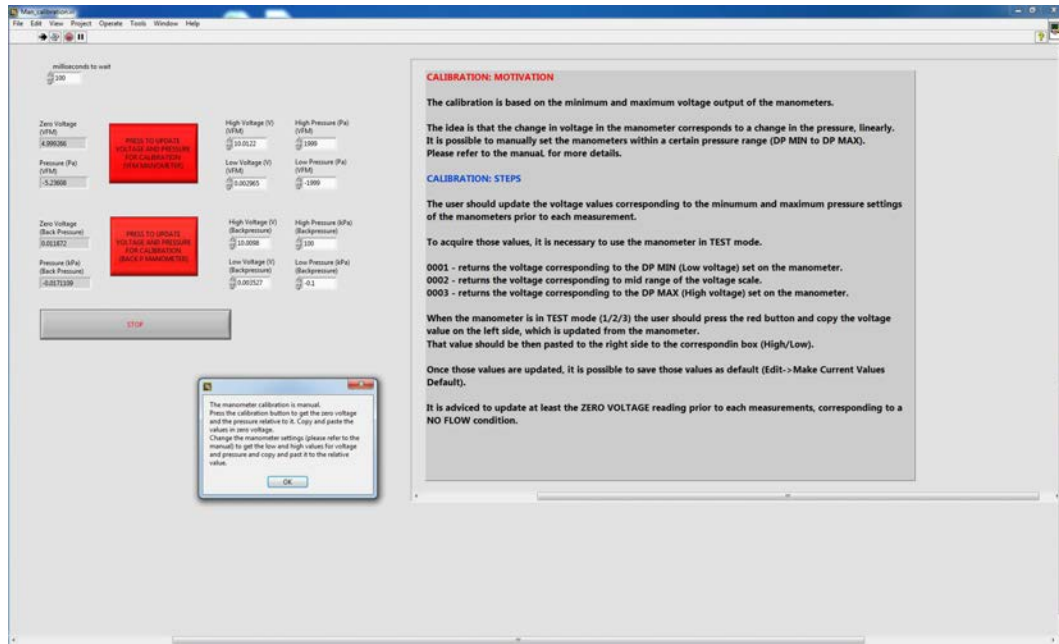 Man_calibration.vi
File Edit View Project Operate Tools Window Help
milliseconds to wait
100
Zero Voltage
(VFM)
4.999266
Pressure (Pa)
(VFM)
-5.23608
PRESS TO UPDATE
VOLTAGE AND PRESSURE
FOR CALIBRATION
(VFM MANOMETER)
High Voltage (V)
(VFM)
10.0122
High Pressure (Pa)
(VFM)
1999
Low Voltage (V)
(VFM)
0.002965
Low Pressure (Pa)
(VFM)
-1999
Zero Voltage
(Back Pressure)
0.011872
Pressure (kPa)
(Back Pressure)
-0.0171109
PRESS TO UPDATE
VOLTAGE AND PRESSURE
FOR CALIBRATION
(BACK P MANOMETER)
High Voltage (V)
(Backpressure)
10.0098
High Pressure (kPa)
(Backpressure)
100
Low Voltage (V)
(Backpressure)
0.003527
Low Pressure (kPa)
(Backpressure)
-0.1
STOP
The manometer calibration is manual.
Press the calibration button to get the zero voltage
and the pressure relative to it. Copy and paste the
values in zero voltage.
Change the manometer settings (please refer to the
manual) to get the low and high values for voltage
and pressure and copy and past it to the relative
value.
OK
CALIBRATION: MOTIVATION
The calibration is based on the minimum and maximum voltage output of the manometers.
The idea is that the change in voltage in the manometer corresponds to a change in the pressure, linearly.
It is possible to manually set the manometers within a certain pressure range (DP MIN to DP MAX).
Please refer to the manual for more details.
CALIBRATION: STEPS
The user should update the voltage values corresponding to the minumum and maximum pressure settings
of the manometers prior to each measurement.
To acquire those values, it is necessary to use the manometer in TEST mode.
0001 - returns the voltage corresponding to the DP MIN (Low voltage) set on the manometer.
0002 - returns the voltage corresponding to mid range of the voltage scale.
0003 - returns the voltage corresponding to the DP MAX (High voltage) set on the manometer.
When the manometer is in TEST mode (1/2/3) the user should press the red button and copy the voltage
value on the left side, which is updated from the manometer.
That value should be then pasted to the right side to the correspondin box (High/Low).
Once those values are updated, it is possible to save those values as default (Edit->Make Current Values
Default).
It is adviced to update at least the ZERO VOLTAGE reading prior to each measurements, corresponding to a
NO FLOW condition.